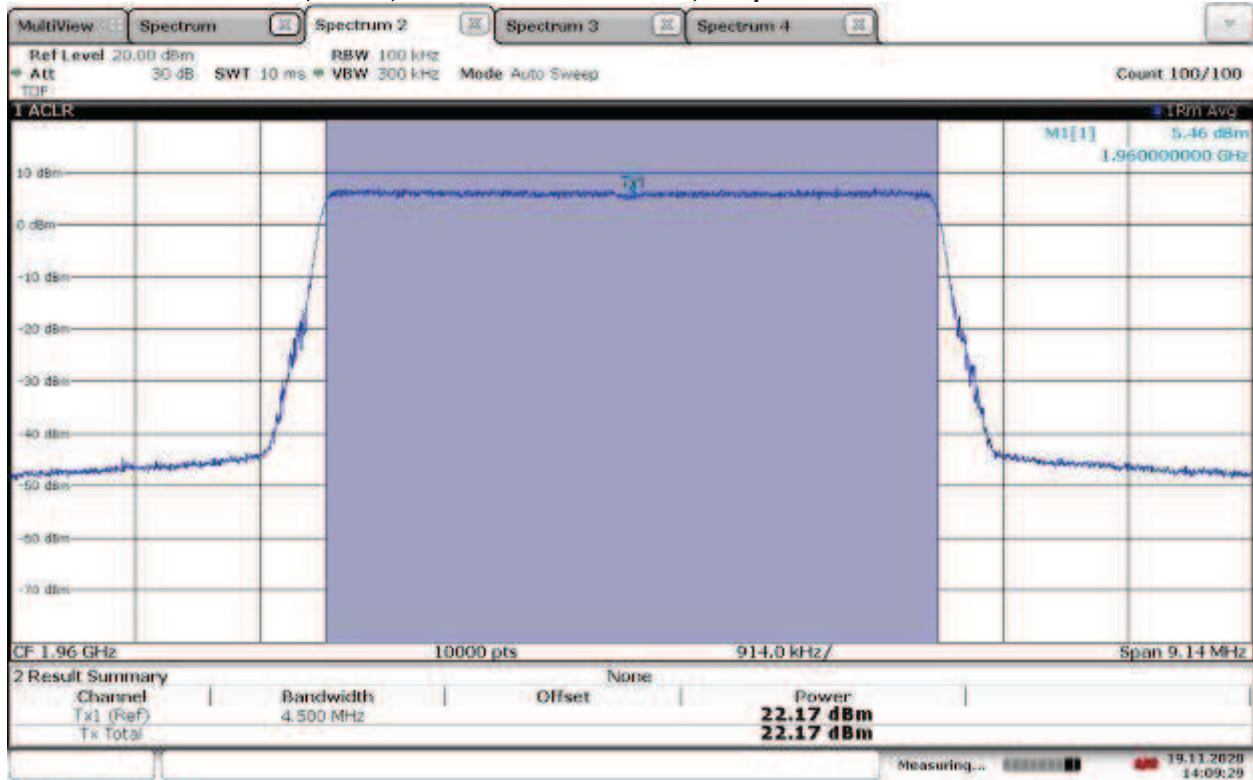 MultiView Spectrum Spectrum 2 Spectrum 3 Spectrum 4
Ref Level 20.00 dBm RBW 100 kHz
Att 30 dB SWT 10 ms VBW 300 kHz Mode Auto Sweep Count 100/100
TDF
1 ACLR 1Rm Avg
M1[1] 5.46 dBm
1.960000000 GHz
10 dBm
0 dBm
-10 dBm
-20 dBm
-30 dBm
-40 dBm
-50 dBm
-60 dBm
-70 dBm
CF 1.96 GHz 10000 pts 914.0 kHz/ Span 9.14 MHz
2 Result Summary None
Channel Bandwidth Offset Power
Tx1 (Ref) 4.500 MHz 22.17 dBm
Tx Total 22.17 dBm
Measuring... 19.11.2020
14:09:29